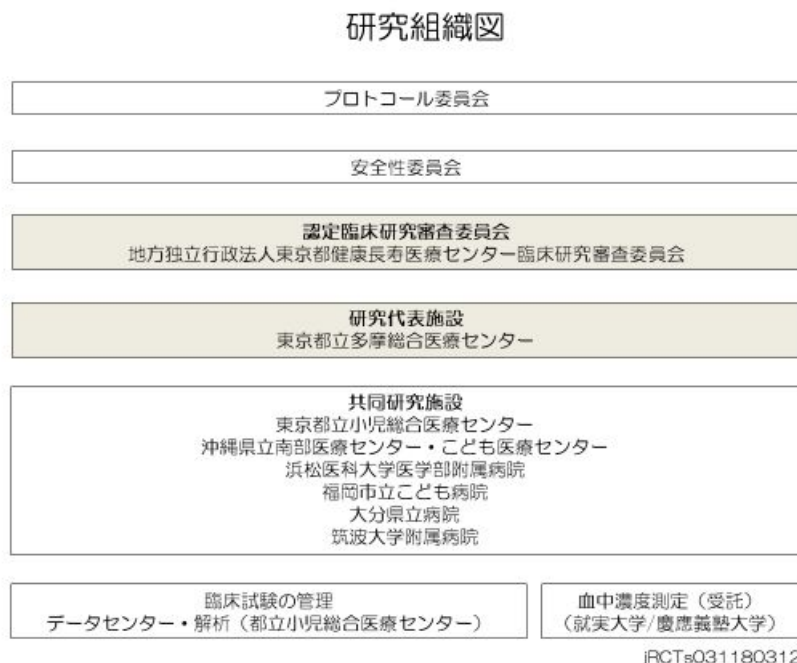 研究組織図
プロトコール委員会
安全性委員会
認定臨床研究審査委員会
地方独立行政法人東京都健康長寿医療センター臨床研究審査委員会
研究代表施設
東京都立多摩総合医療センター
共同研究施設
東京都立小児総合医療センター
沖縄県立南部医療センター・こども医療センター
浜松医科大学医学部附属病院
福岡市立こども病院
大分県立病院
筑波大学附属病院
臨床試験の管理
データセンター・解析（都立小児総合医療センター）
血中濃度測定（受託）
（就実大学/慶應義塾大学）
jRCTs031180312